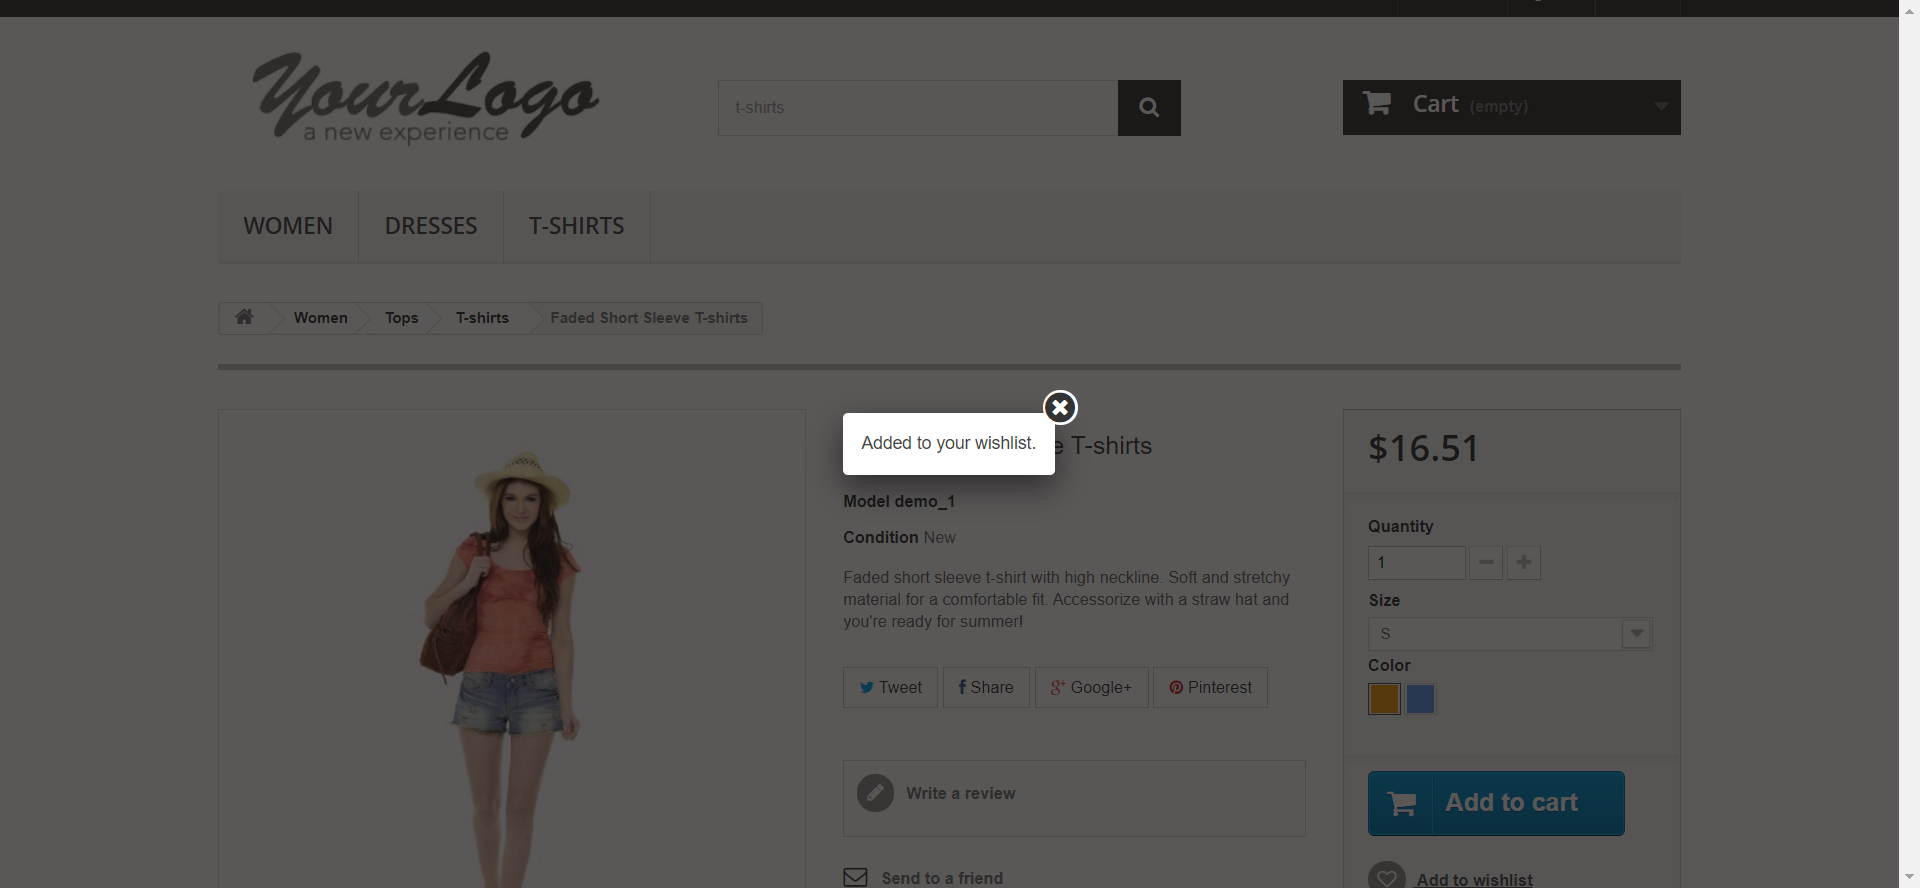 YourLogo
a new experience
t-shirts
Cart (empty)
WOMEN
DRESSES
T-SHIRTS
Women
Tops
T-shirts
Faded Short Sleeve T-shirts
Added to your wishlist.
T-shirts
$16.51
Model demo_1
Condition New
Faded short sleeve t-shirt with high neckline. Soft and stretchy
material for a comfortable fit. Accessorize with a straw hat and
you're ready for summer!
Quantity
1
Size
S
Color
Tweet
Share
Google+
Pinterest
Write a review
Add to cart
Send to a friend
Add to wishlist